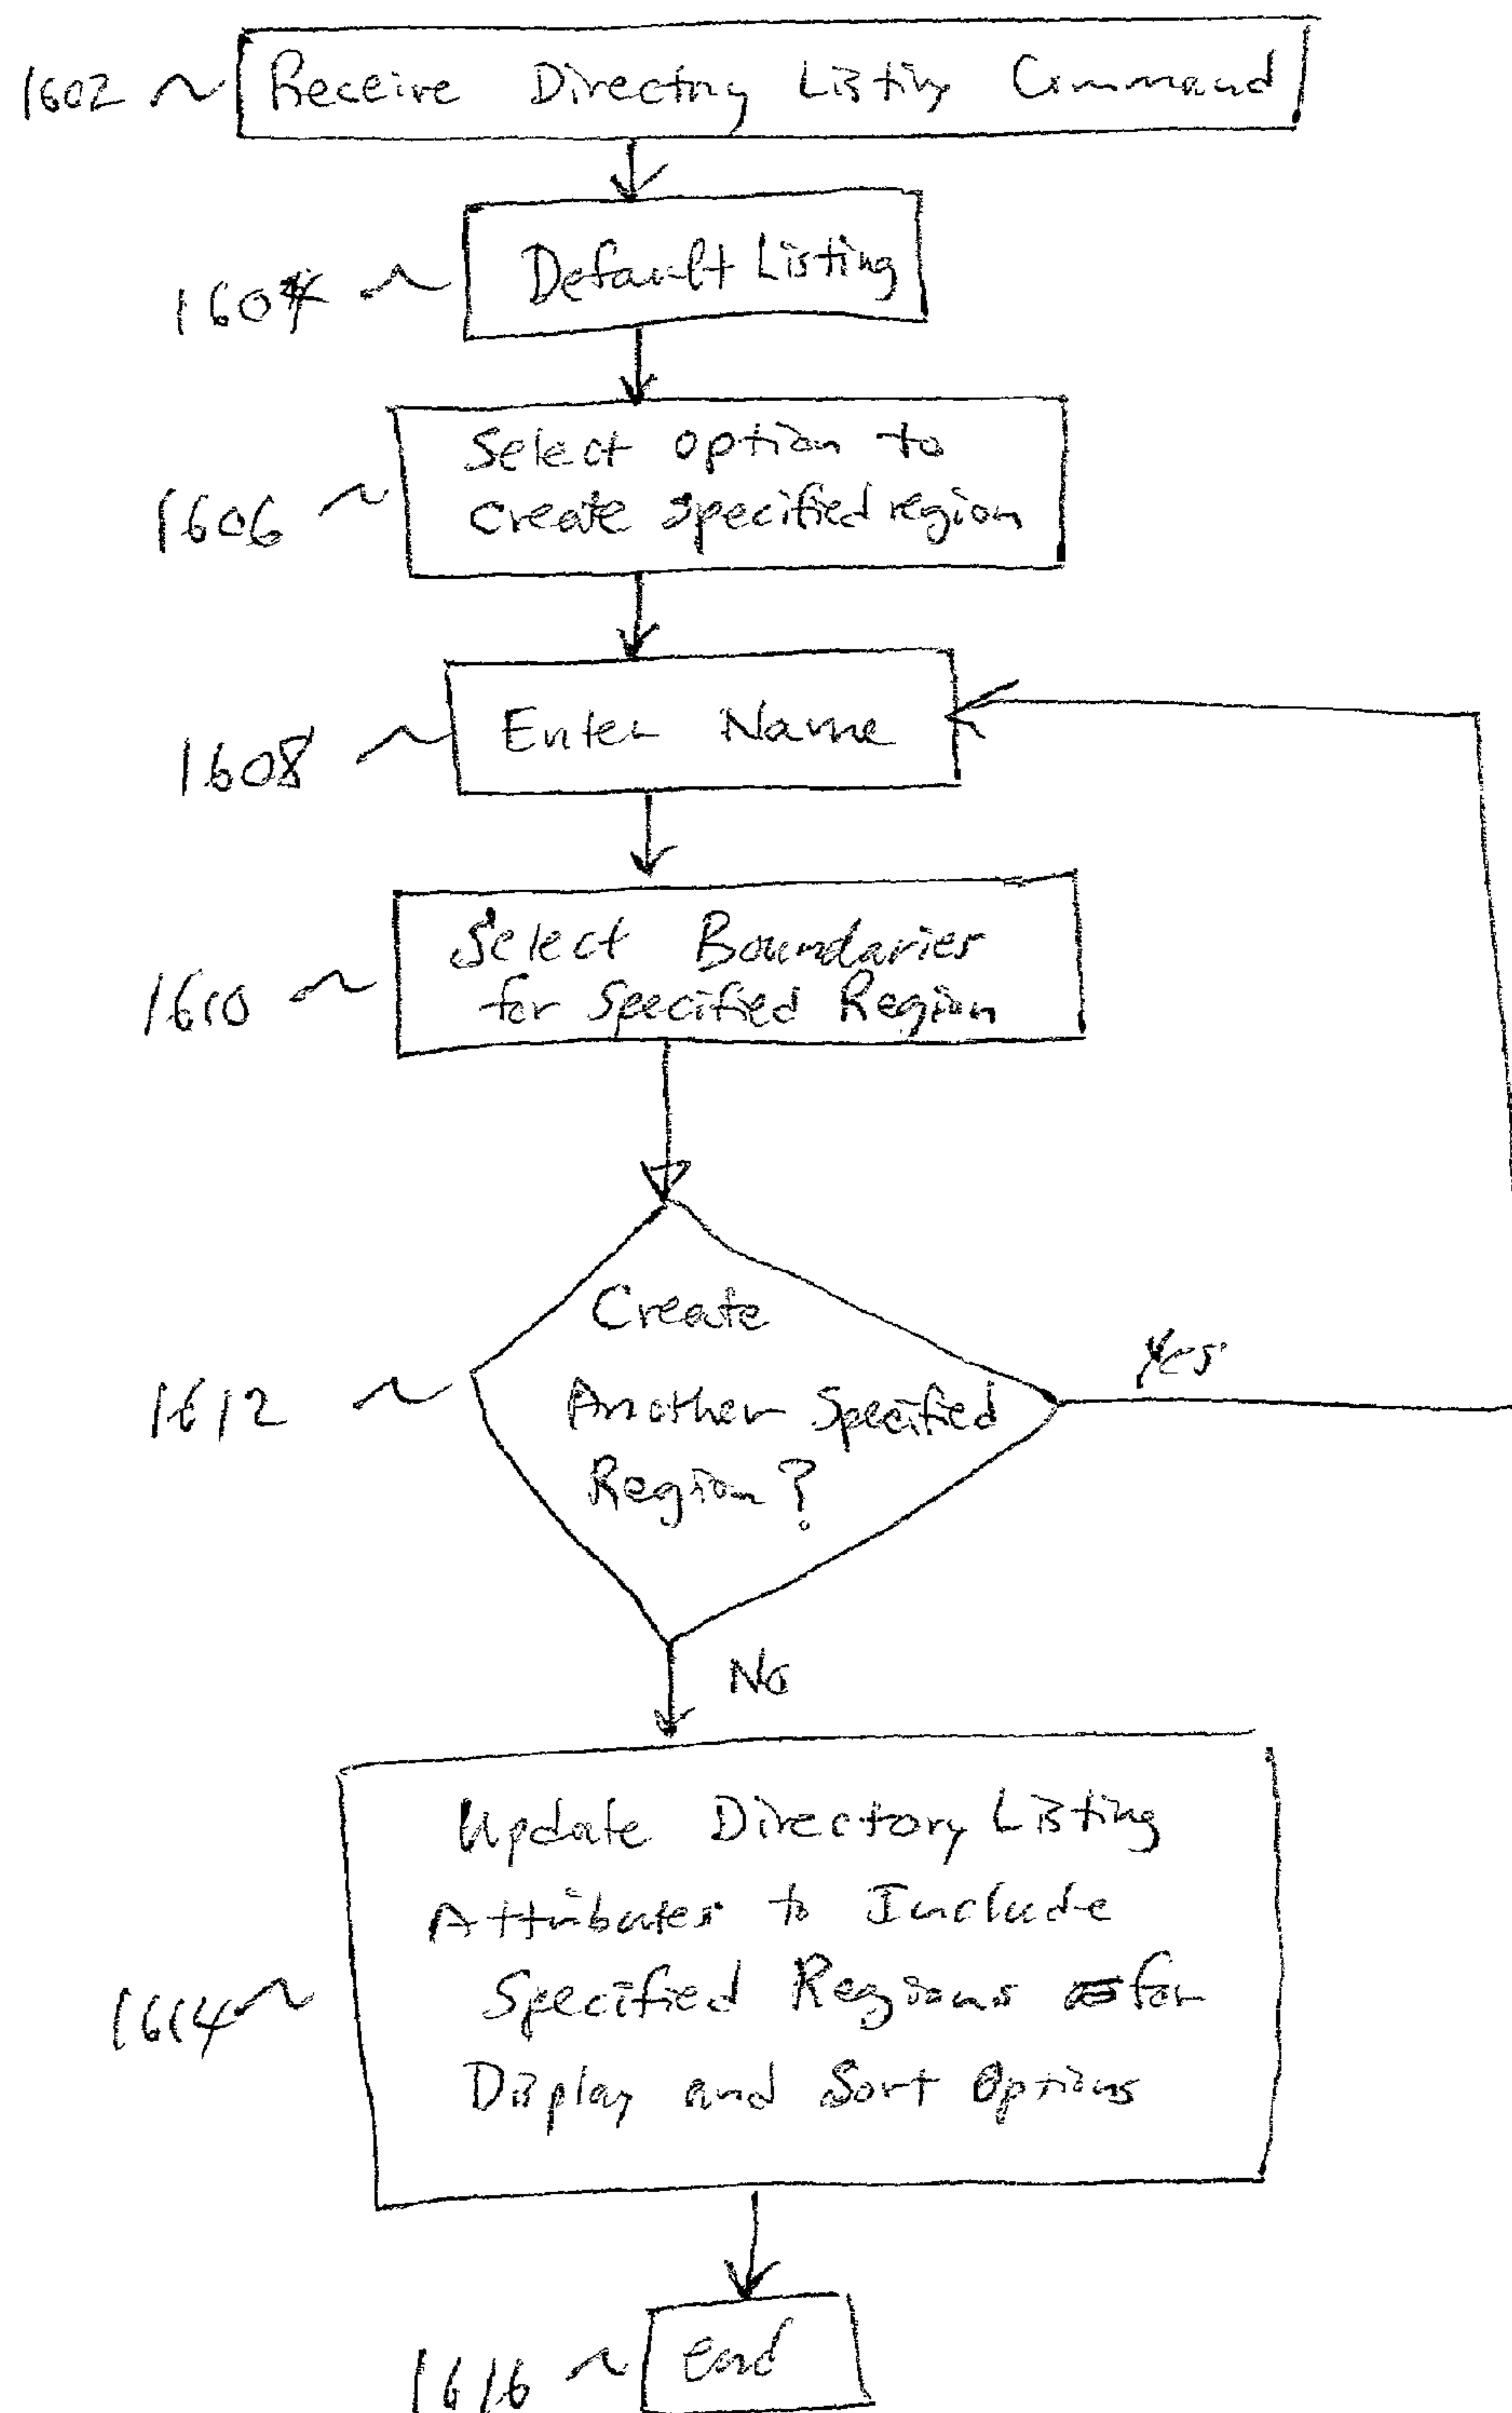 1602 Receive Directory Listing Command
1604 Default Listing
Select option to
1606 create specified region
1608 Enter Name
Select Boundaries
1610 for Specified Region
Create
1612 Another Specified
Yes
Region?
No
Update Directory Listing
Attributes to Include
1614 Specified Regions for
Display and Sort Options
1616 end